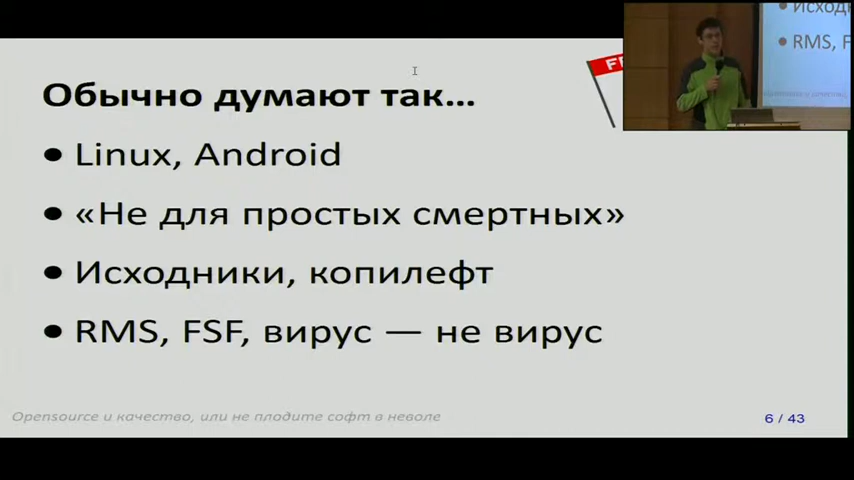 Обычно думают так...
• Linux, Android
• «Не для простых смертных»
• Исходники, копилефт
• RMS, FSF, вирус — не вирус
Opensource и качество, или не плодите софт в неволе
6 / 43
• RMS, F